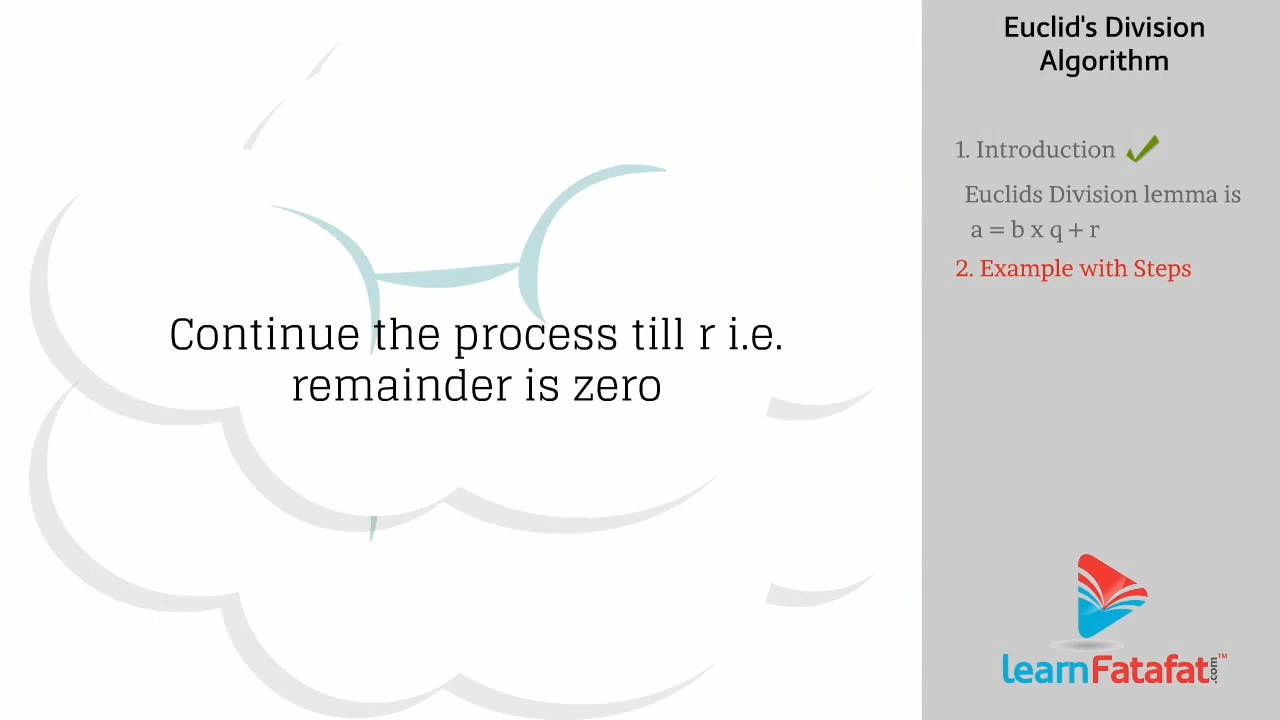 Euclid's Division
Algorithm
1. Introduction
Euclids Division lemma is
a = b x q + r
2. Example with Steps
Continue the process till r i.e.
remainder is zero
learnFatafat.com™